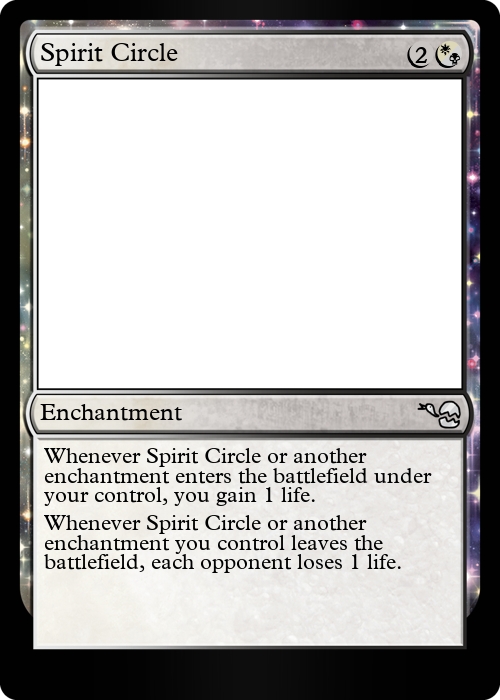 Spirit Circle 2
Enchantment
Whenever Spirit Circle or another
enchantment enters the battlefield under
your control, you gain 1 life.
Whenever Spirit Circle or another
enchantment you control leaves the
battlefield, each opponent loses 1 life.